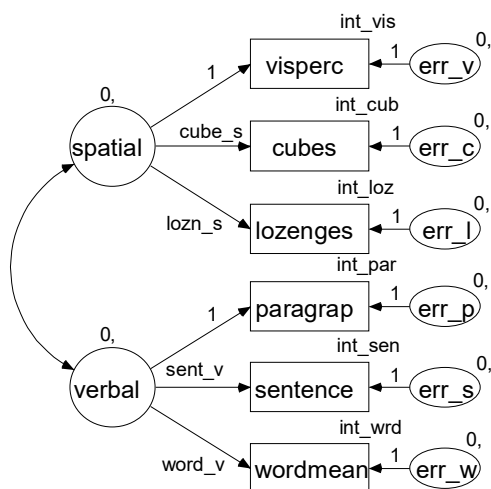 int_vis
0,
1
visperc
1
err_v
0,
int_cub
0,
spatial
cube_s
cubes
1
err_c
0,
int_loz
lozn_s
lozenges
1
err_l
0,
int_par
0,
1
paragrap
1
err_p
0,
verbal
int_sen
sent_v
sentence
1
err_s
0,
int_wrd
word_v
wordmean
1
err_w
0,